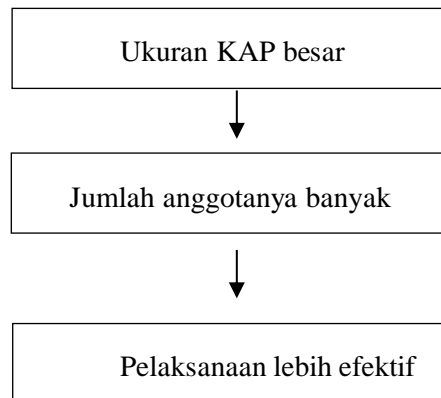 Ukuran KAP besar
Jumlah anggotanya banyak
Pelaksanaan lebih efektif